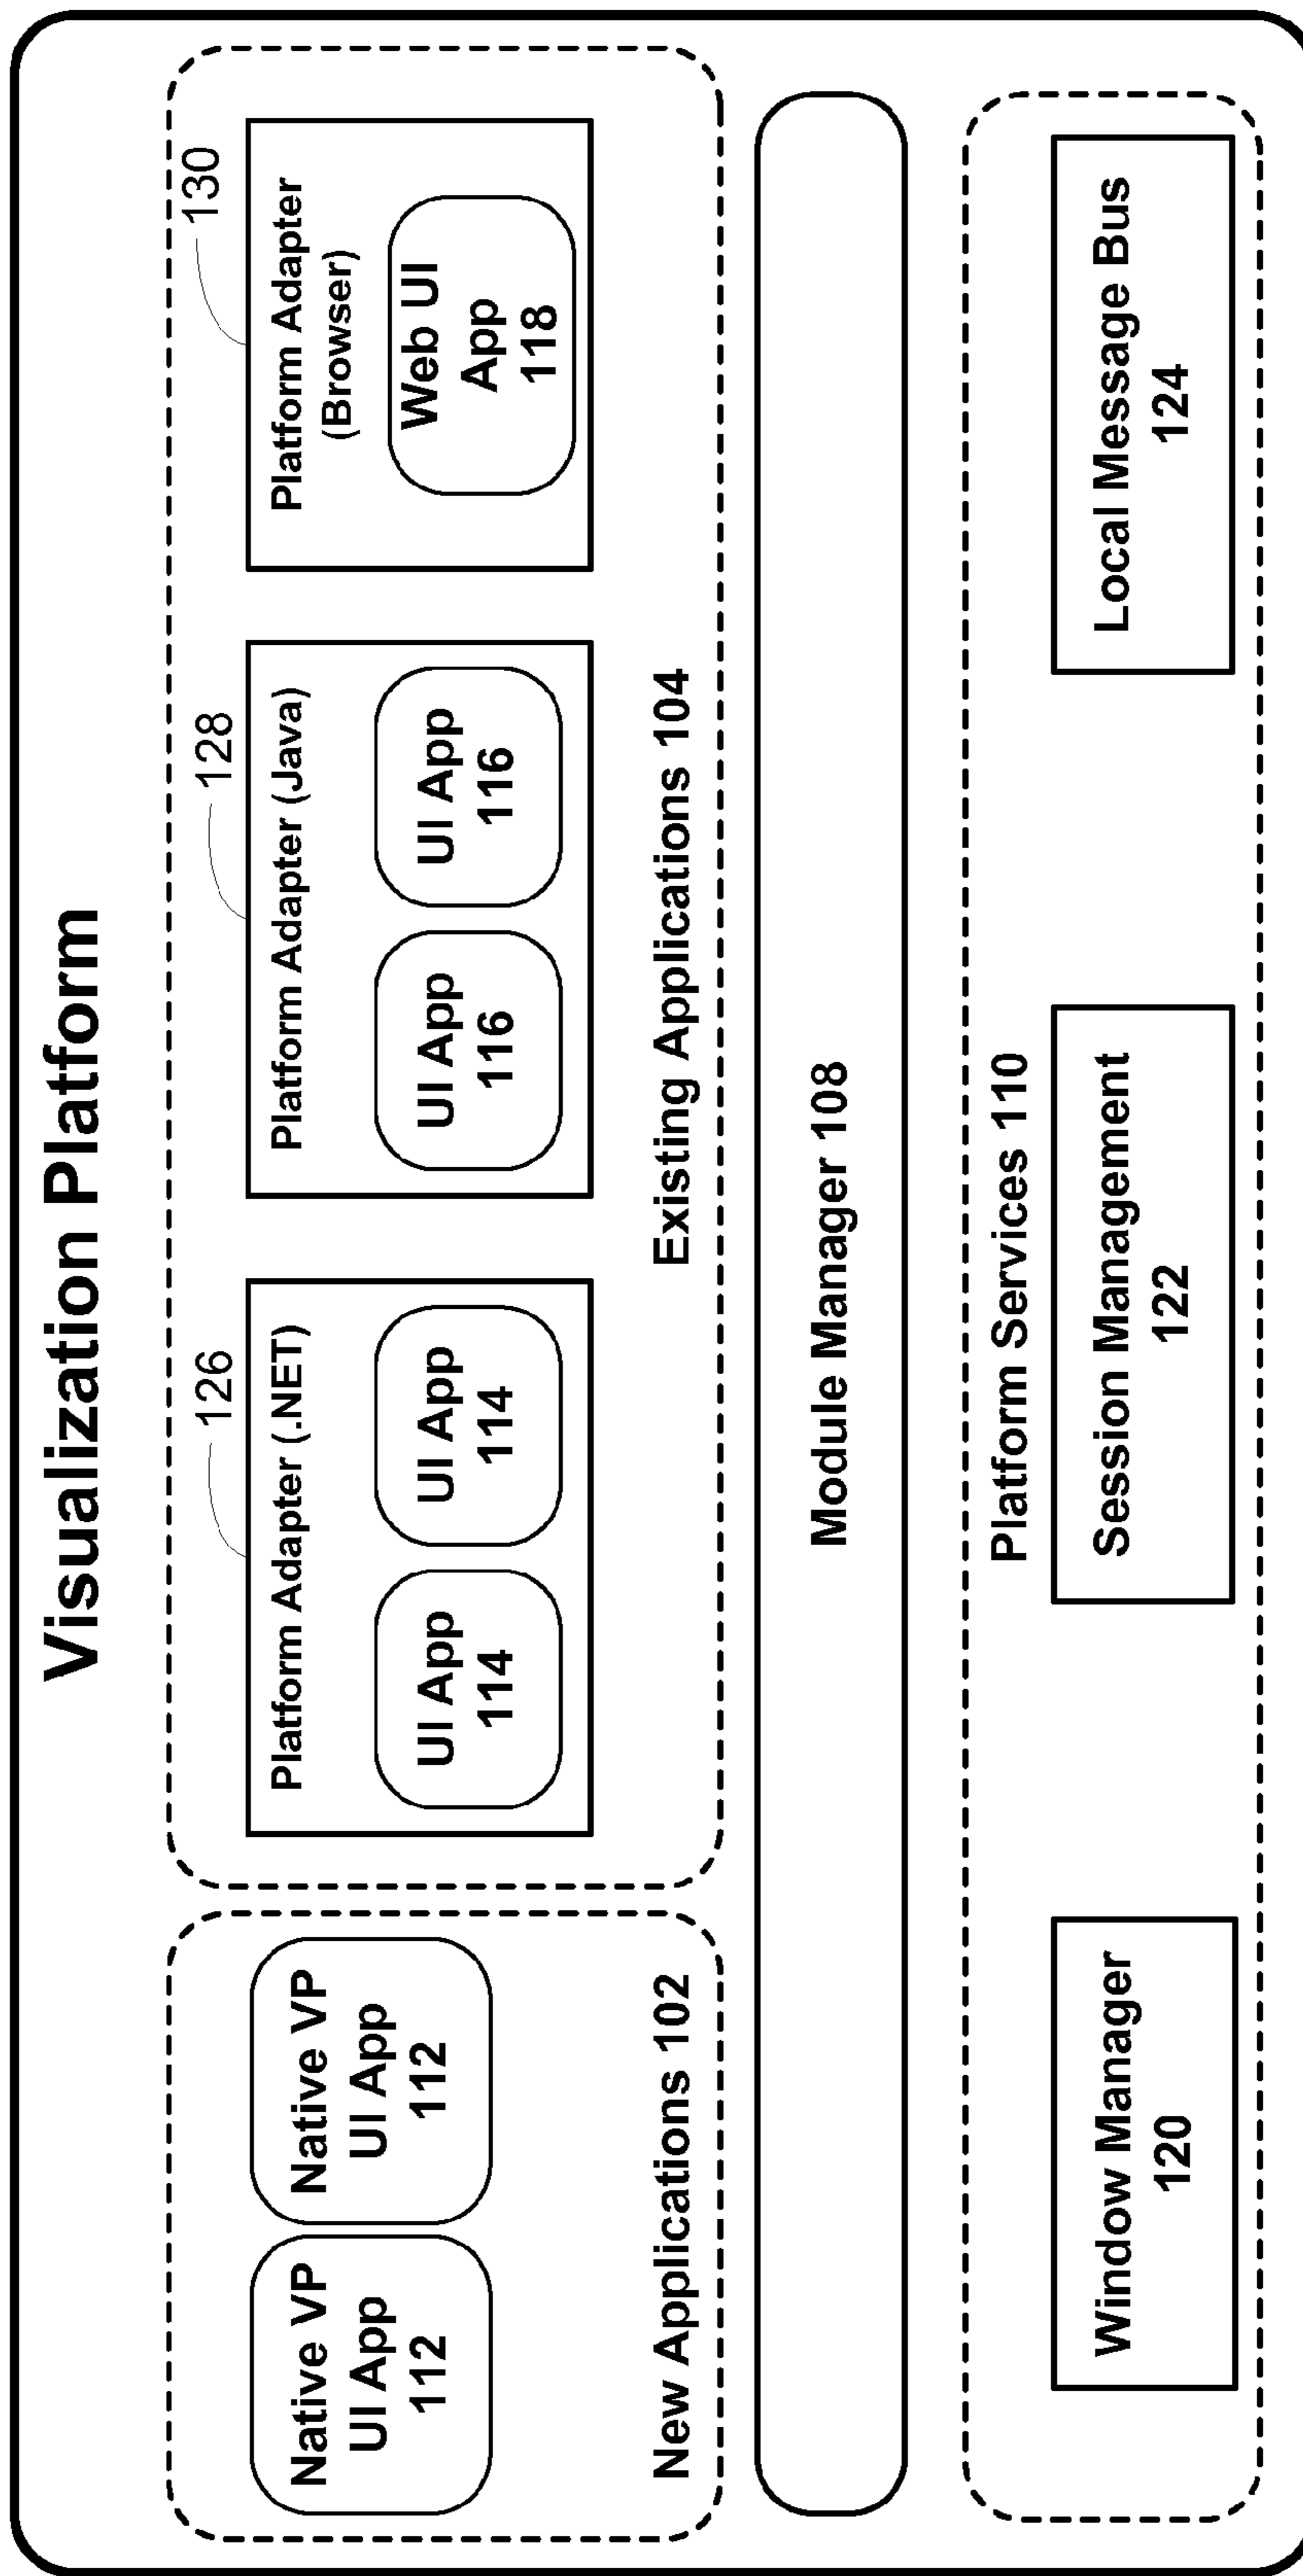 Visualization Platform
Native VP
UI App
112
Native VP
UI App
112
New Applications 102
126
Platform Adapter (.NET)
UI App
114
UI App
114
128
Platform Adapter (Java)
UI App
116
UI App
116
130
Platform Adapter
(Browser)
Web UI
App
118
Existing Applications 104
Module Manager 108
Platform Services 110
Window Manager
120
Session Management
122
Local Message Bus
124